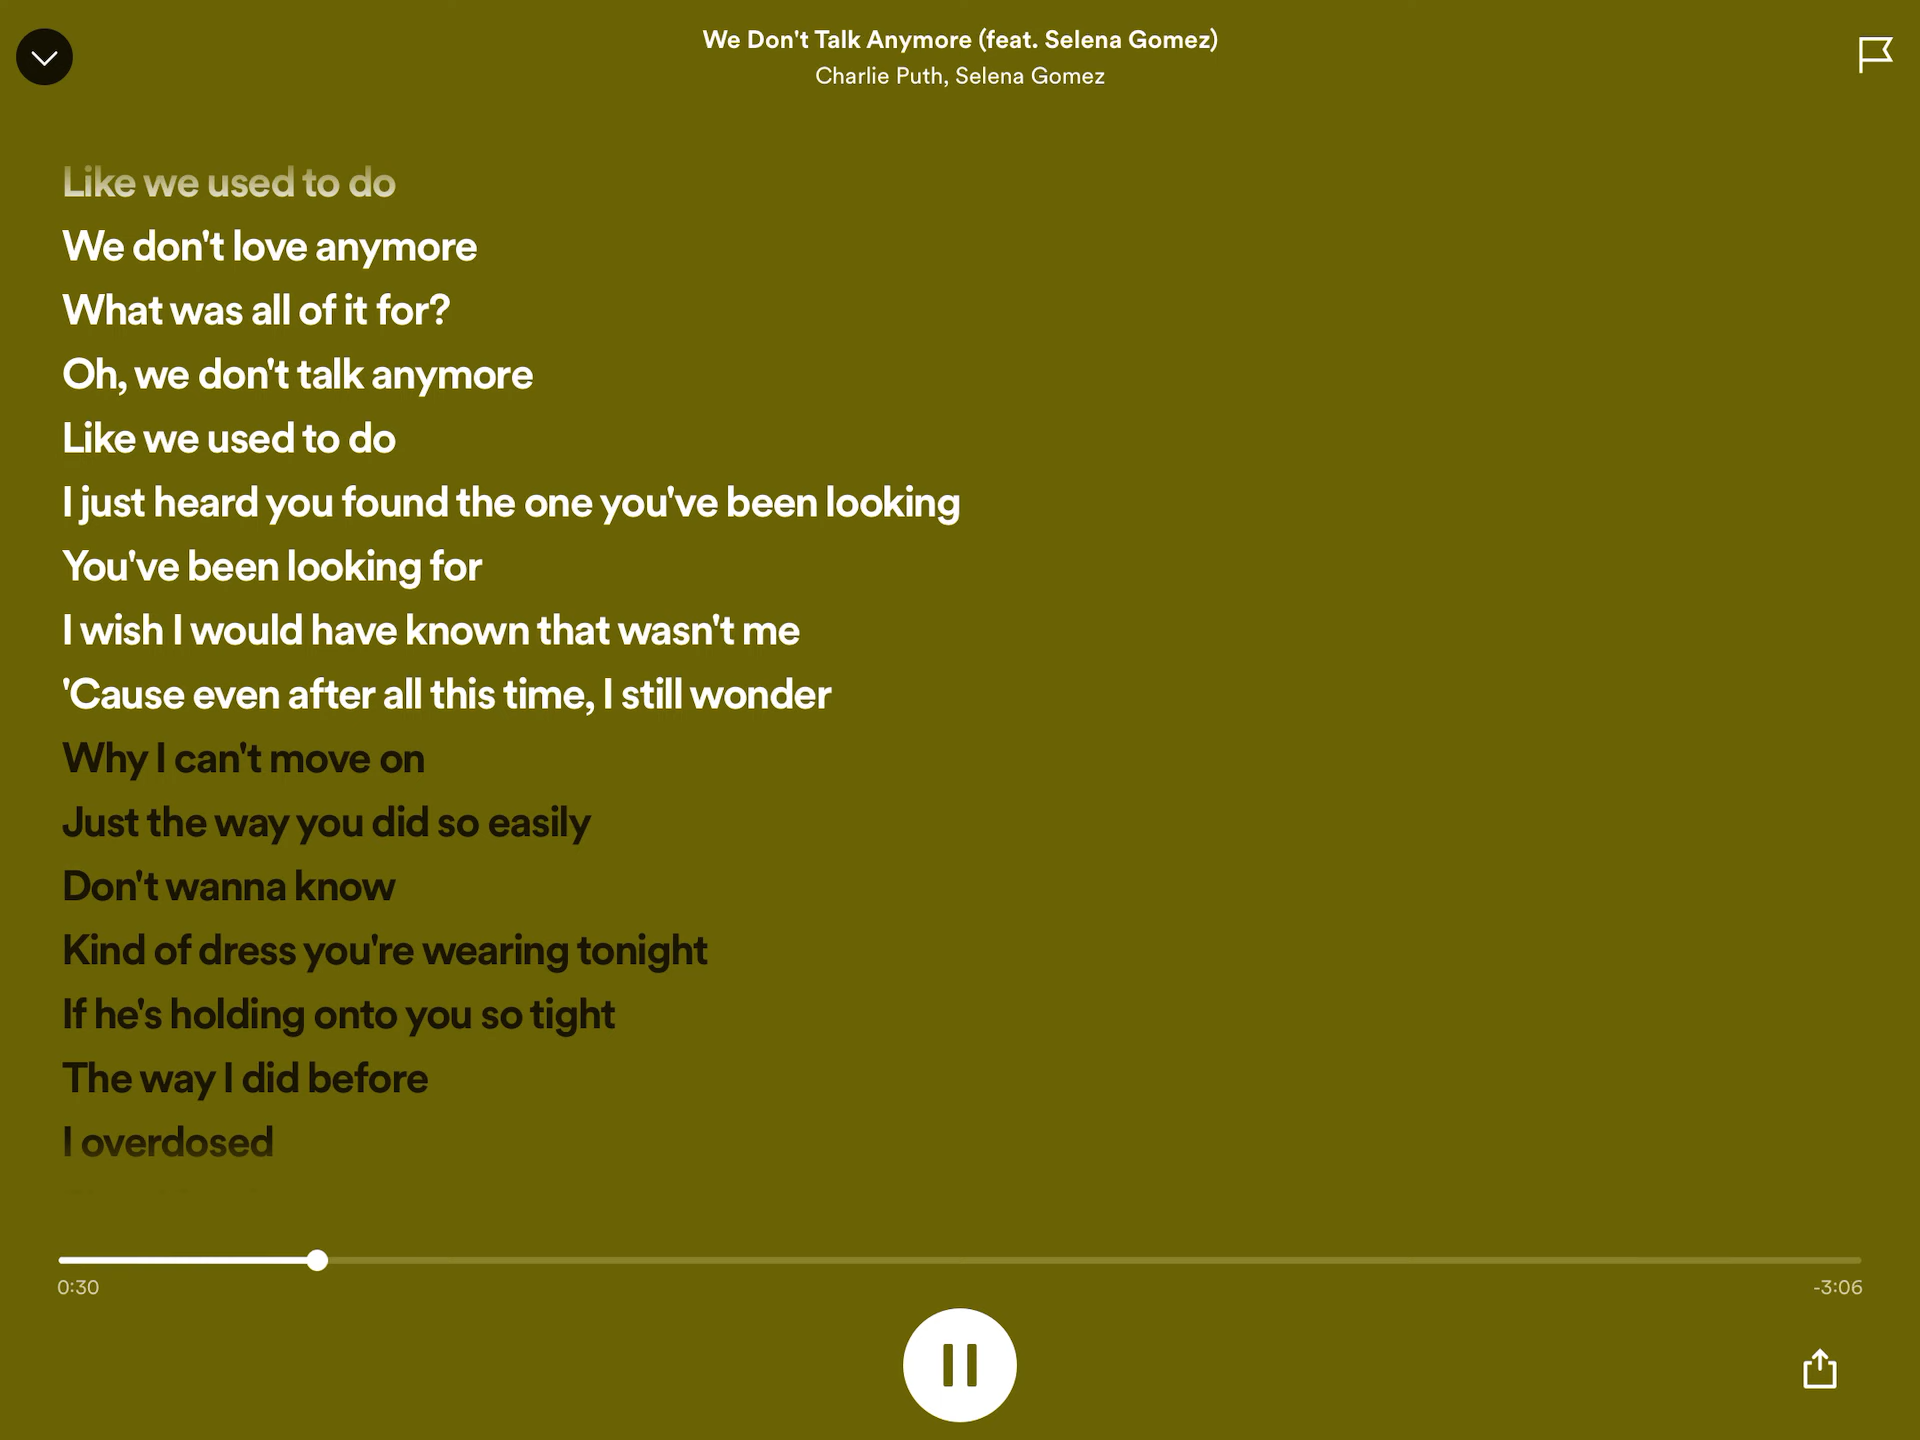 We Don't Talk Anymore (feat. Selena Gomez)
Charlie Puth, Selena Gomez
Like we used to do
We don't love anymore
What was all of it for?
Oh, we don't talk anymore
Like we used to do
I just heard you found the one you've been looking
You've been looking for
I wish I would have known that wasn't me
'Cause even after all this time, I still wonder
Why I can't move on
Just the way you did so easily
Don't wanna know
Kind of dress you're wearing tonight
If he's holding onto you so tight
The way I did before
I overdosed
0:30
-3:06